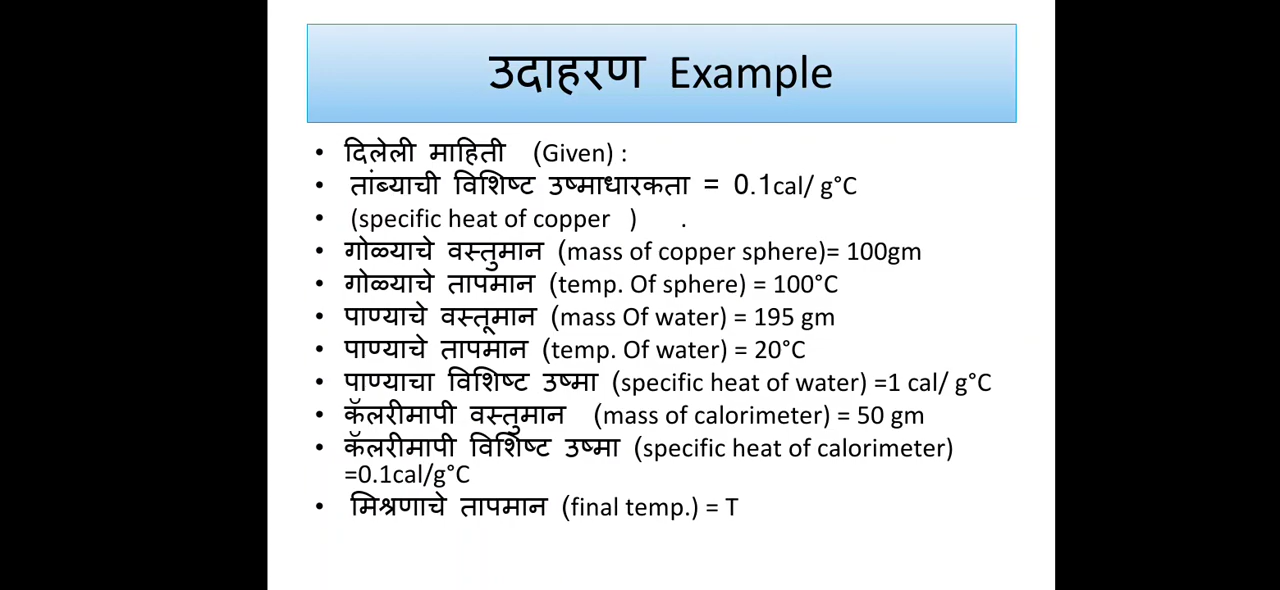 उदाहरण Example
• दिलेली माहिती (Given) :
• तांब्याची विशिष्ट उष्माधारकता = 0.1cal/ g°C
• (specific heat of copper ) .
• गोळ्याचे वस्तुमान (mass of copper sphere)= 100gm
• गोळ्याचे तापमान (temp. Of sphere) = 100°C
• पाण्याचे वस्तूमान (mass Of water) = 195 gm
• पाण्याचे तापमान (temp. Of water) = 20°C
• पाण्याचा विशिष्ट उष्मा (specific heat of water) =1 cal/ g°C
• कॅलरीमापी वस्तुमान (mass of calorimeter) = 50 gm
• कॅलरीमापी विशिष्ट उष्मा (specific heat of calorimeter)
=0.1cal/g°C
• मिश्रणाचे तापमान (final temp.) = T